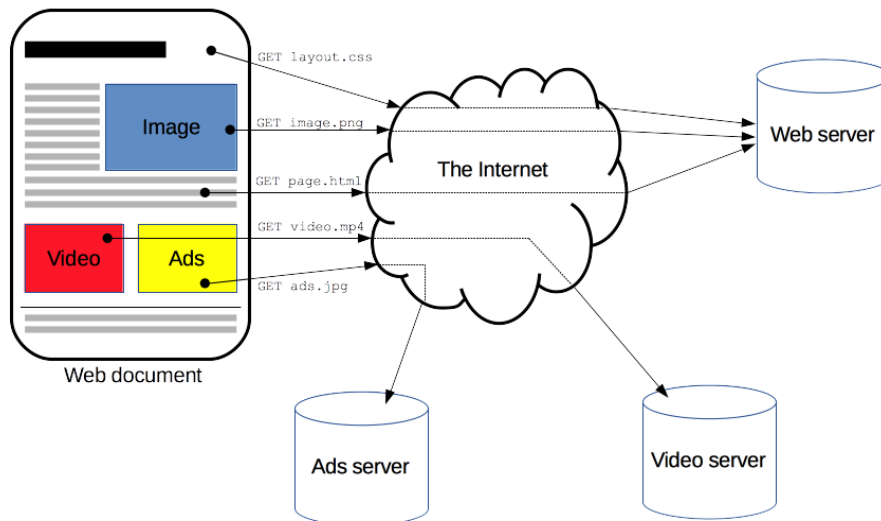 GET layout.css
Image
GET image.png
Web server
The Internet
GET page.html
GET video.mp4
Video
Ads
GET ads.jpg
Web document
Ads server
Video server